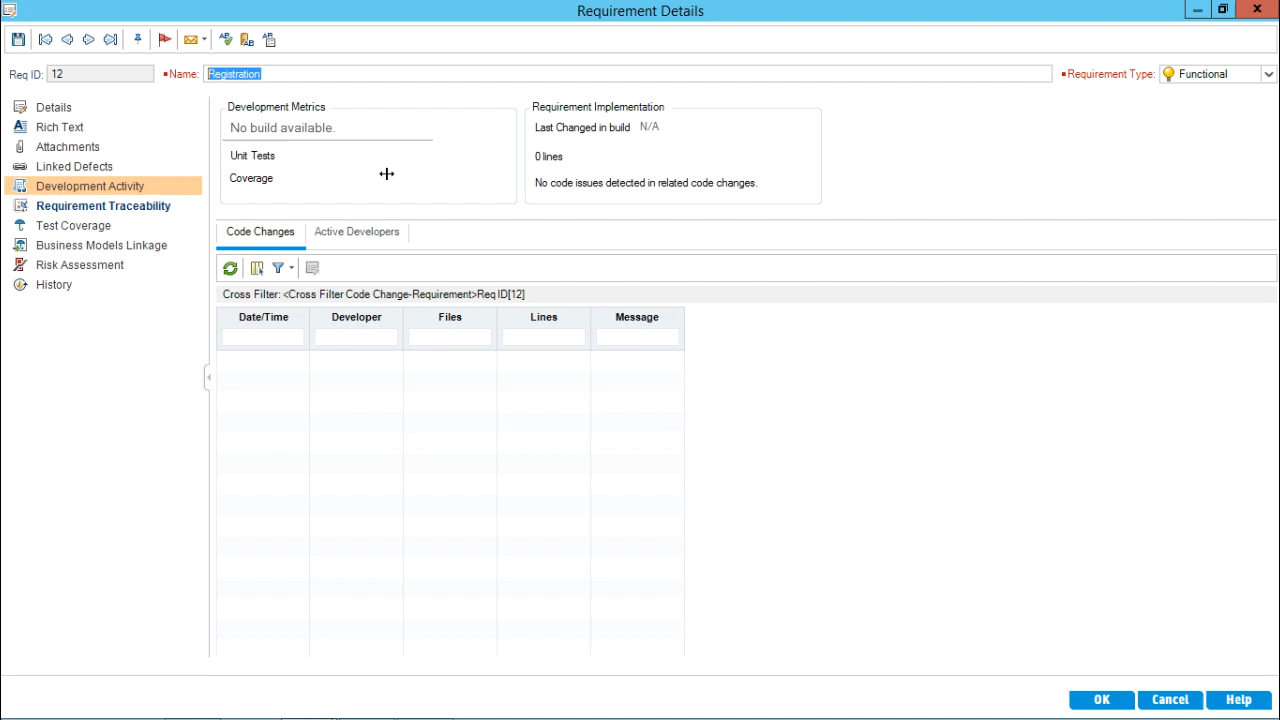 Requirement Details
Req ID: 12 Name: Registration Requirement Type: Functional
Details
Rich Text
Attachments
Linked Defects
Development Activity
Requirement Traceability
Test Coverage
Business Models Linkage
Risk Assessment
History
Development Metrics
No build available.
Unit Tests
Coverage
Requirement Implementation
Last Changed in build N/A
0 lines
No code issues detected in related code changes.
Code Changes Active Developers
Cross Filter: <Cross Filter Code Change-Requirement>Req ID[12]
Date/Time Developer Files Lines Message
OK Cancel Help